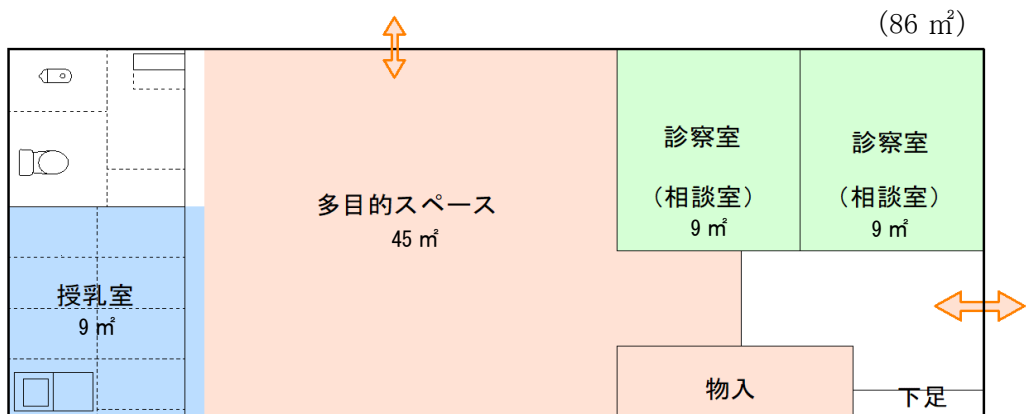 (86 ㎡)
診察室
(相談室)
9 ㎡
診察室
(相談室)
9 ㎡
多目的スペース
45 ㎡
授乳室
9 ㎡
物入
下足